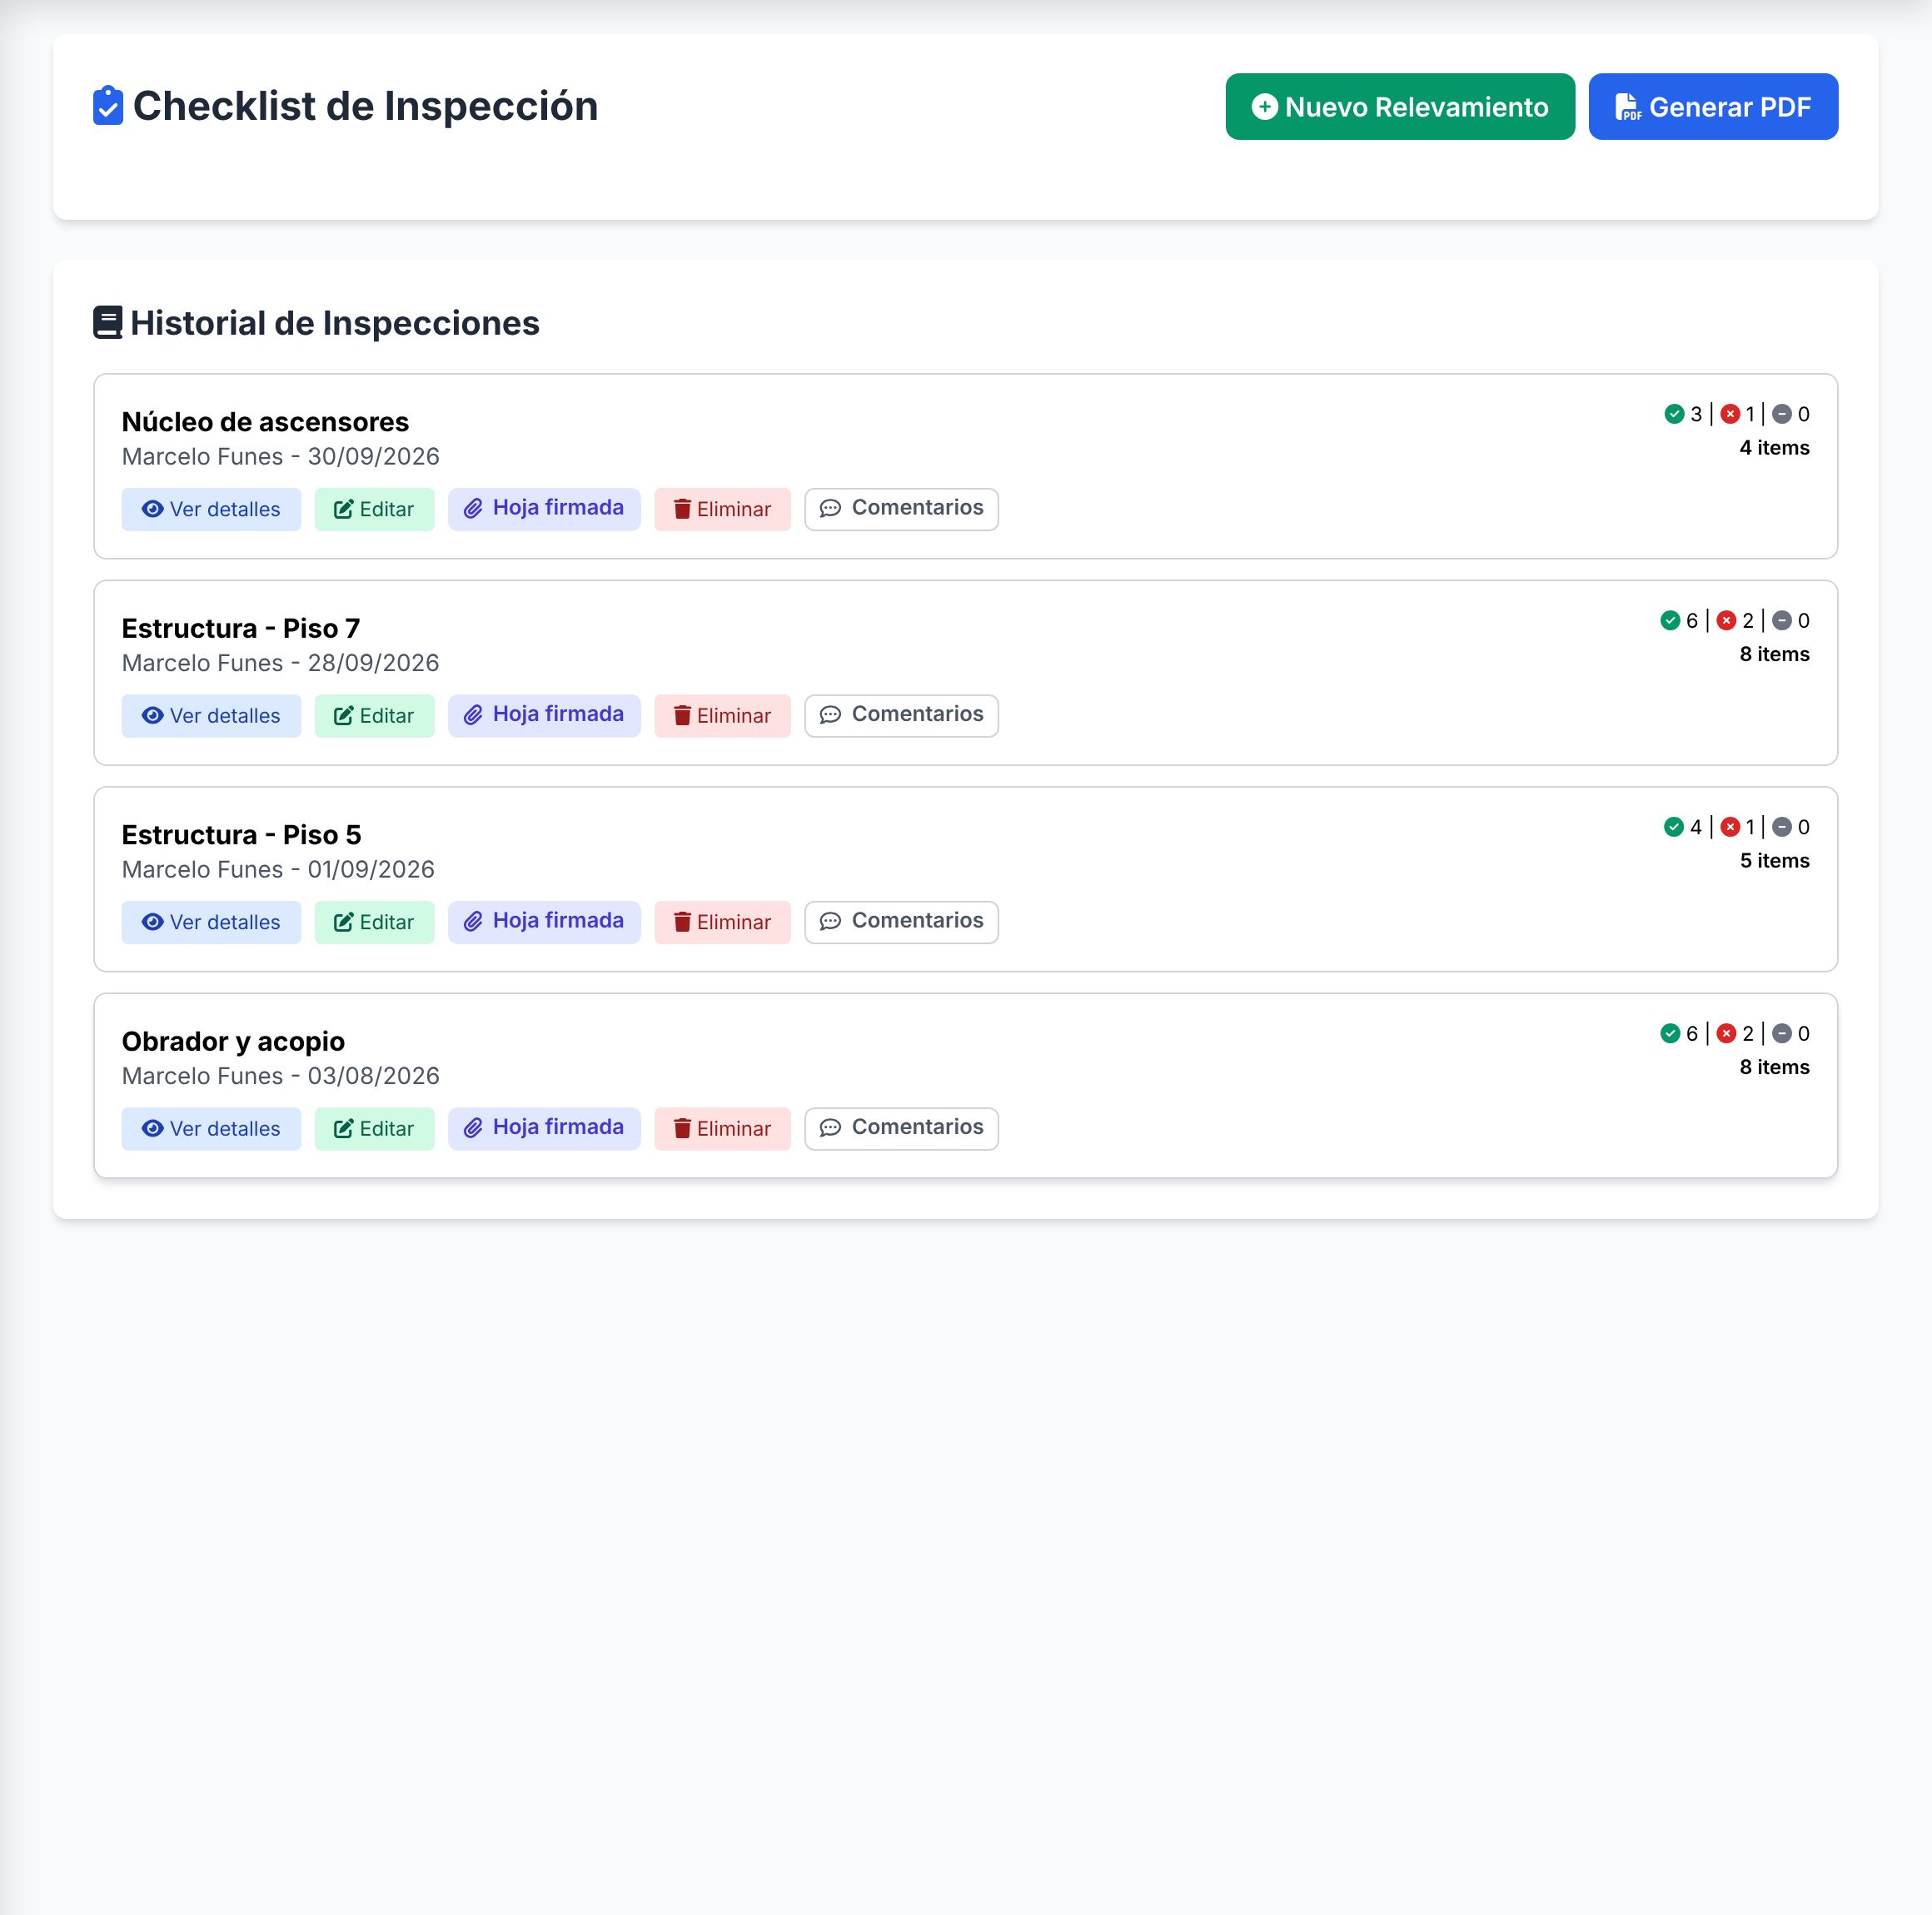 Checklist de Inspección
Nuevo Relevamiento
PDF Generar PDF
Historial de Inspecciones
Núcleo de ascensores
Marcelo Funes - 30/09/2026
3 | 1 | 0
4 items
Ver detalles Editar Hoja firmada Eliminar Comentarios
Estructura - Piso 7
Marcelo Funes - 28/09/2026
6 | 2 | 0
8 items
Ver detalles Editar Hoja firmada Eliminar Comentarios
Estructura - Piso 5
Marcelo Funes - 01/09/2026
4 | 1 | 0
5 items
Ver detalles Editar Hoja firmada Eliminar Comentarios
Obrador y acopio
Marcelo Funes - 03/08/2026
6 | 2 | 0
8 items
Ver detalles Editar Hoja firmada Eliminar Comentarios